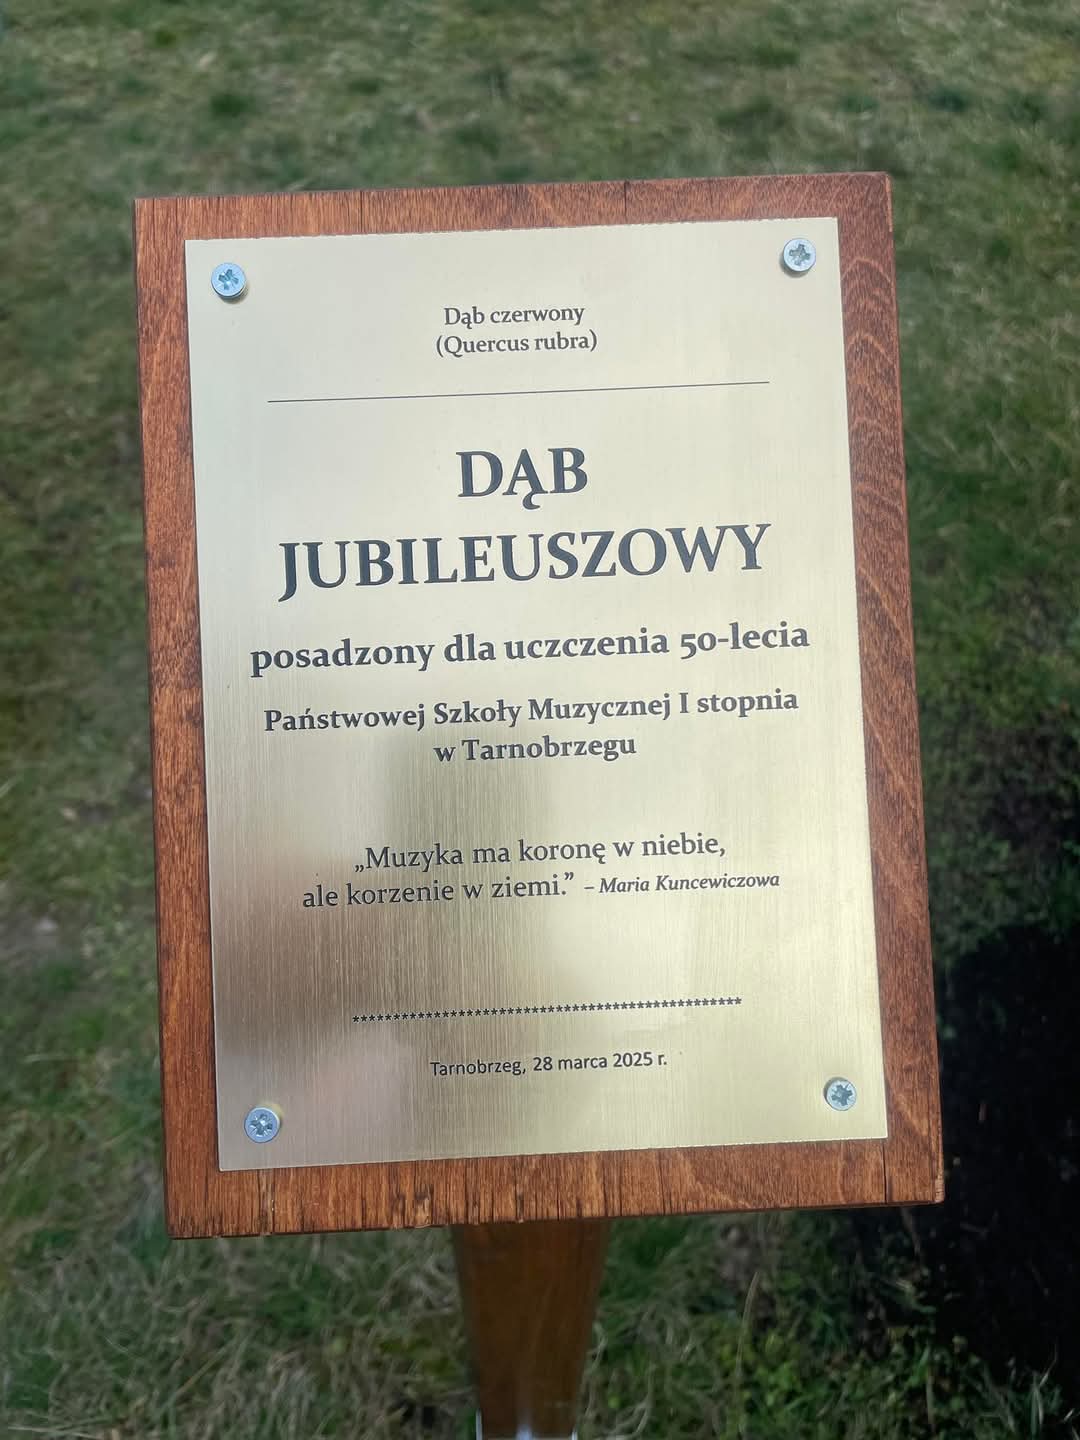 Dąb czerwony
(Quercus rubra)
DĄB
JUBILEUSZOWY
posadzony dla uczczenia 50-lecia
Państwowej Szkoły Muzycznej I stopnia
w Tarnobrzegu
„Muzyka ma koronę w niebie,
ale korzenie w ziemi.” – Maria Kuncewiczowa
Tarnobrzeg, 28 marca 2025 r.